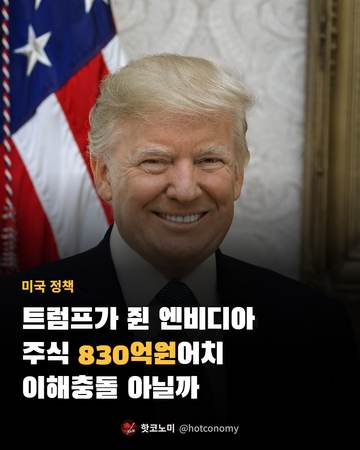 미국 정책
트럼프가 쥔 엔비디아
주식 830억원어치
이해충돌 아닐까
핫코노미 @hotconomy